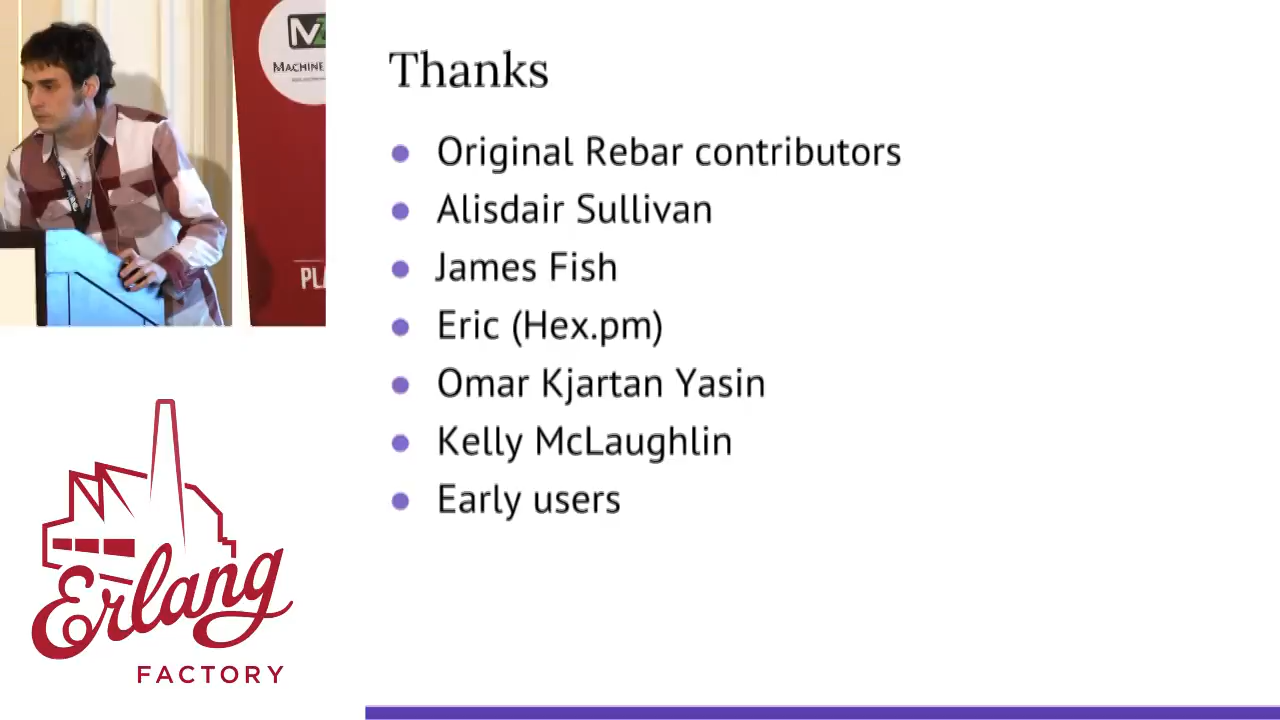 MACHINE
PLA
Thanks
Original Rebar contributors
Alisdair Sullivan
James Fish
Eric (Hex.pm)
Omar Kjartan Yasin
Kelly McLaughlin
Early users
Erlang
FACTORY